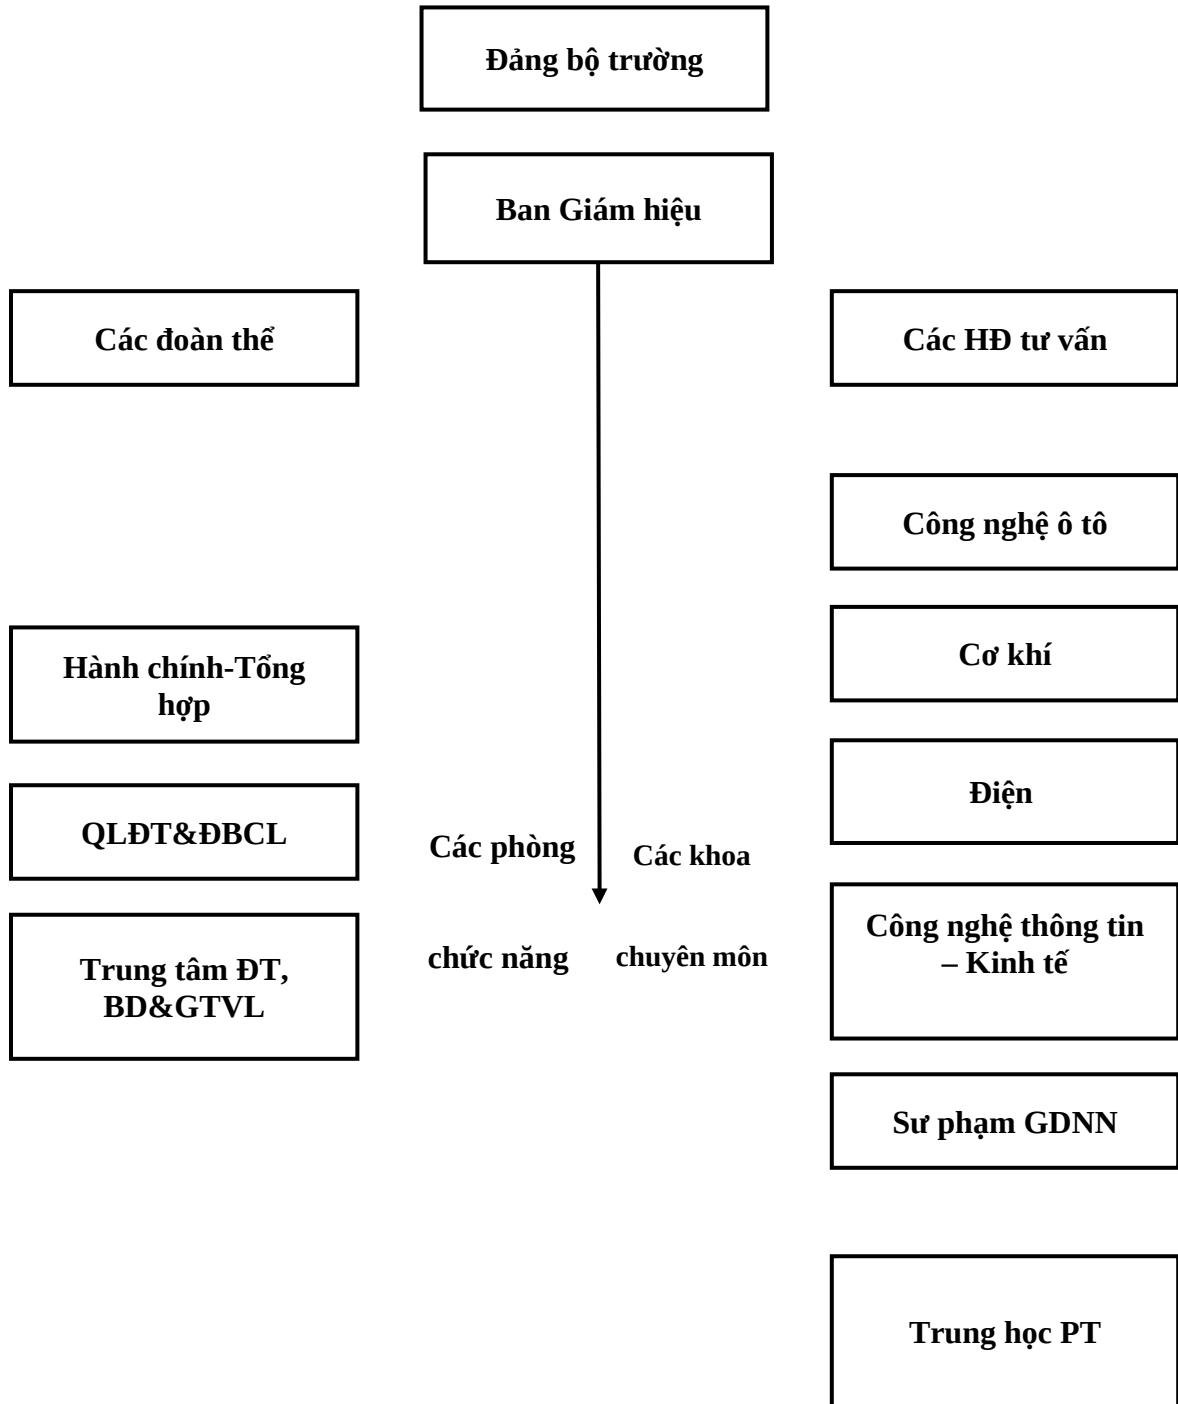 Đảng bộ trường
Ban Giám hiệu
Các đoàn thể
Các HĐ tư vấn
Công nghệ ô tô
Hành chính-Tổng
hợp
Cơ khí
Điện
QLĐT&ĐBCL
Các phòng
Các khoa
chức năng
chuyên môn
Trung tâm ĐT,
BD&GTVL
Công nghệ thông tin
– Kinh tế
Sư phạm GDNN
Trung học PT